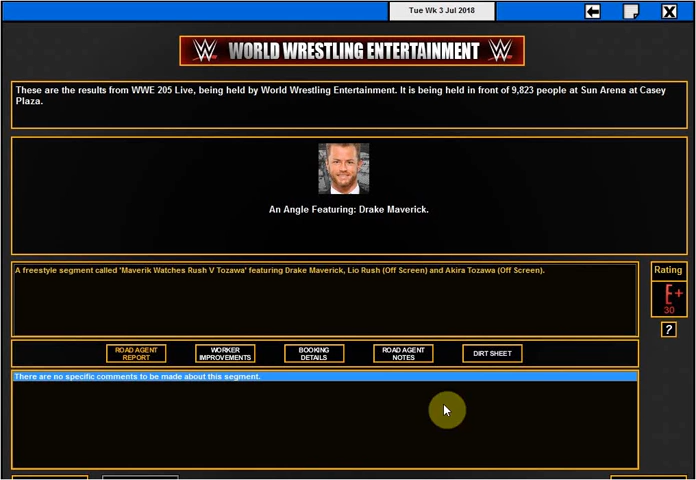 Tue Wk 3 Jul 2018
W WORLD WRESTLING ENTERTAINMENT W
These are the results from WWE 205 Live, being held by World Wrestling Entertainment. It is being held in front of 9,823 people at Sun Arena at Casey
Plaza.
An Angle Featuring: Drake Maverick.
A freestyle segment called 'Maverik Watches Rush V Tozawa' featuring Drake Maverick, Lio Rush (Off Screen) and Akira Tozawa (Off Screen).
Rating
E+
30
?
ROAD AGENT
REPORT
WORKER
IMPROVEMENTS
BOOKING
DETAILS
ROAD AGENT
NOTES
DIRT SHEET
There are no specific comments to be made about this segment.